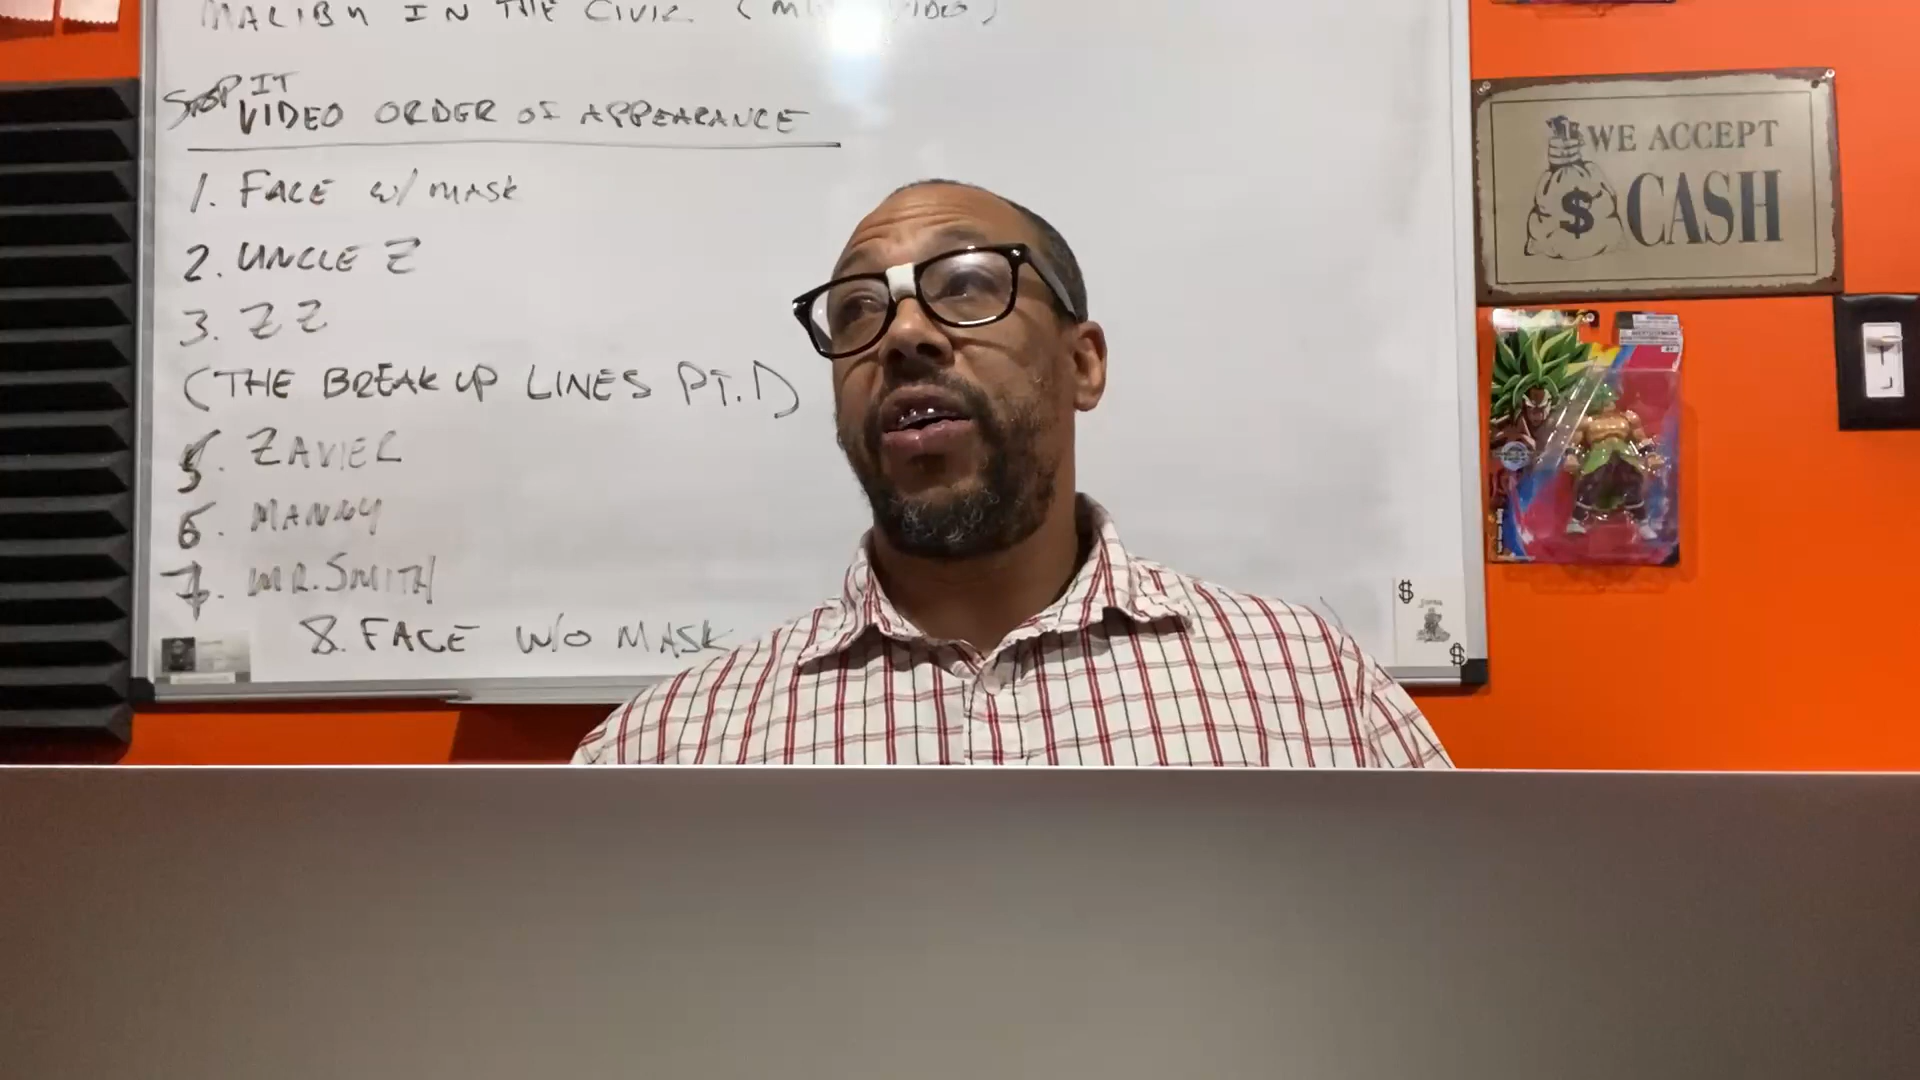 MALIBU IN THE CIVIC
STOP IT
VIDEO ORDER OF APPEARANCE
1. FACE W/ MASK
2. UNCLE Z
3. ZZ
(THE BREAK UP LINES PT.1)
5. ZAVIER
6. MANNY
7. MR. SMITH
8. FACE W/O MASK
WE ACCEPT
$ CASH
$
$